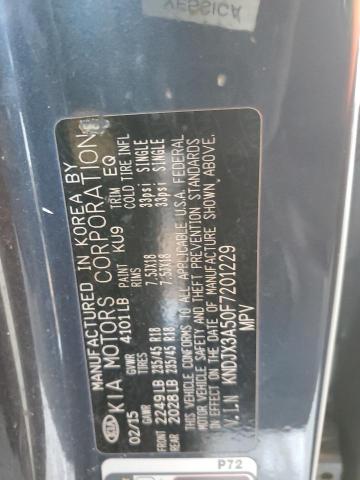 MANUFACTURED IN KOREA BY
KIA KIA MOTORS CORPORATION
02/15 GVWR 4101LB PAINT KU9 TRIM EQ
GAWR TIRES COLD TIRE INFL
FRONT 2249LB 235/45 R18 7.5JX18 33psi SINGLE
REAR 2028LB 235/45 R18 7.5JX18 33psi SINGLE
THIS VEHICLE CONFORMS TO ALL APPLICABLE U.S.A. FEDERAL
MOTOR VEHICLE SAFETY AND THEFT PREVENTION STANDARDS
IN EFFECT ON THE DATE OF MANUFACTURE SHOWN ABOVE.
V.I.N KNDJX3A50F7201229
MPV
P72